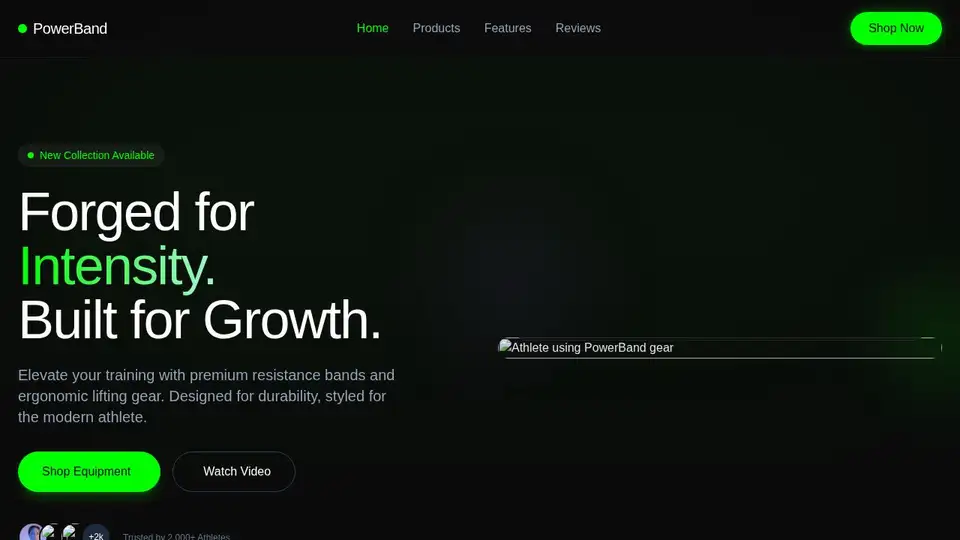 PowerBand
Home
Products
Features
Reviews
Shop Now
New Collection Available
Forged for
Intensity.
Built for Growth.
Athlete using PowerBand gear
Elevate your training with premium resistance bands and
ergonomic lifting gear. Designed for durability, styled for
the modern athlete.
Shop Equipment
Watch Video
+2k
Trusted by 2,000+ Athletes